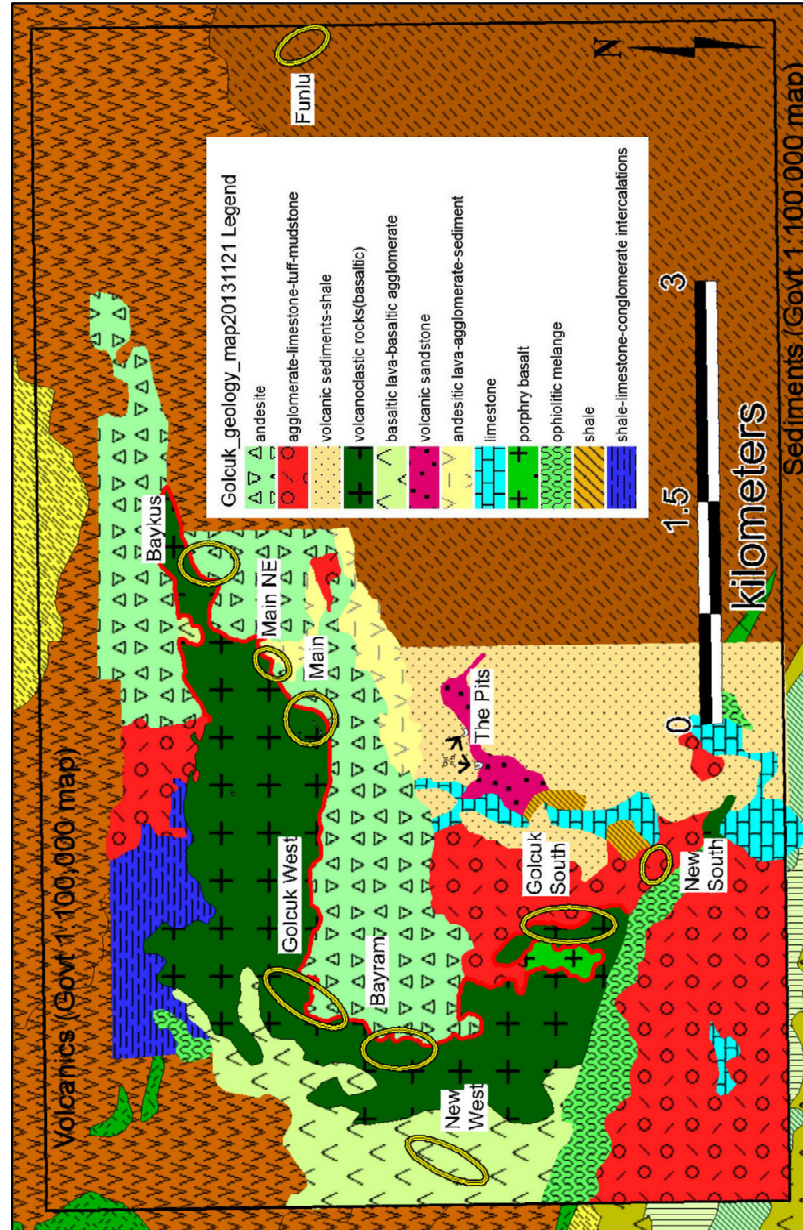 Volcanics (Govt 1:100,000 map)
Baykus
Funlu
Main NE
Main
Golcuk West
Bayram
New
West
The Pits
Golcuk
South
New
South
Golcuk_geology_map20131121 Legend
andesite
agglomerate-limestone-tuff-mudstone
volcanic sediments-shale
volcanoclastic rocks(basaltic)
basaltic lava-basaltic agglomerate
volcanic sandstone
andesitic lava-agglomerate-sediment
limestone
porphry basalt
ophiolitic melange
shale
shale-limestone-conglomerate intercalations
N
0
1.5
3
kilometers
Sediments (Govt 1:100,000 map)